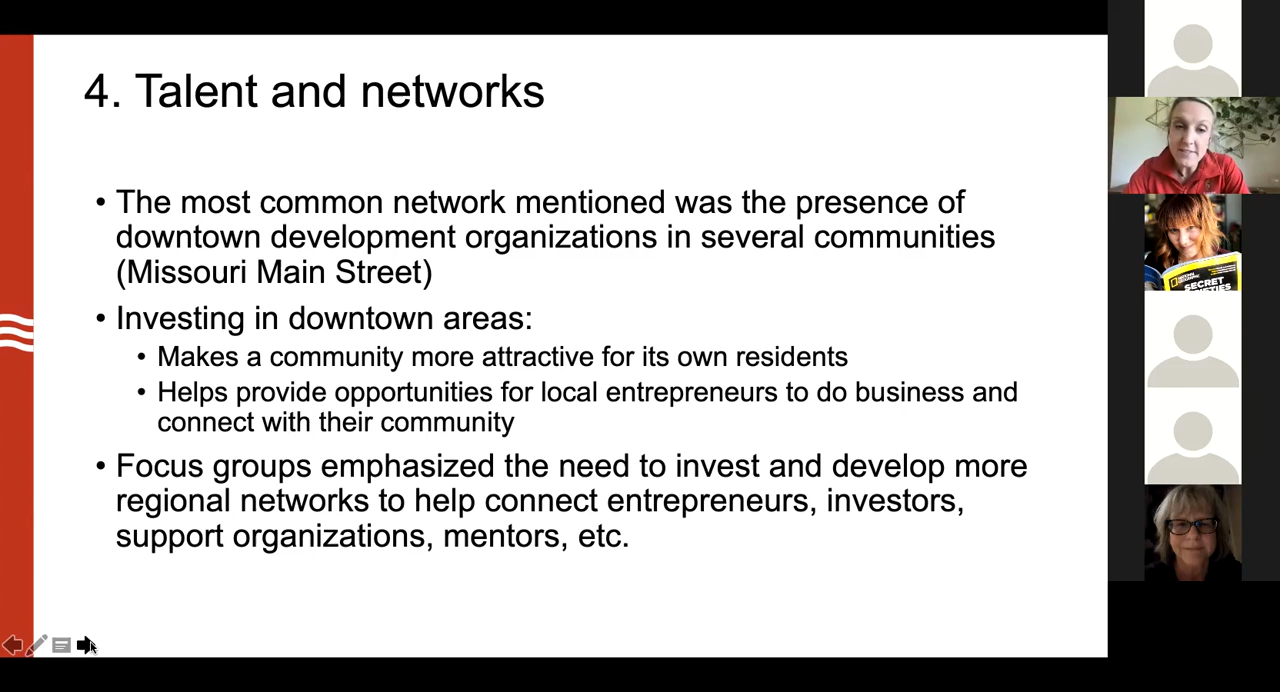 4. Talent and networks
• The most common network mentioned was the presence of
downtown development organizations in several communities
(Missouri Main Street)
• Investing in downtown areas:
• Makes a community more attractive for its own residents
• Helps provide opportunities for local entrepreneurs to do business and
connect with their community
• Focus groups emphasized the need to invest and develop more
regional networks to help connect entrepreneurs, investors,
support organizations, mentors, etc.
SECRET